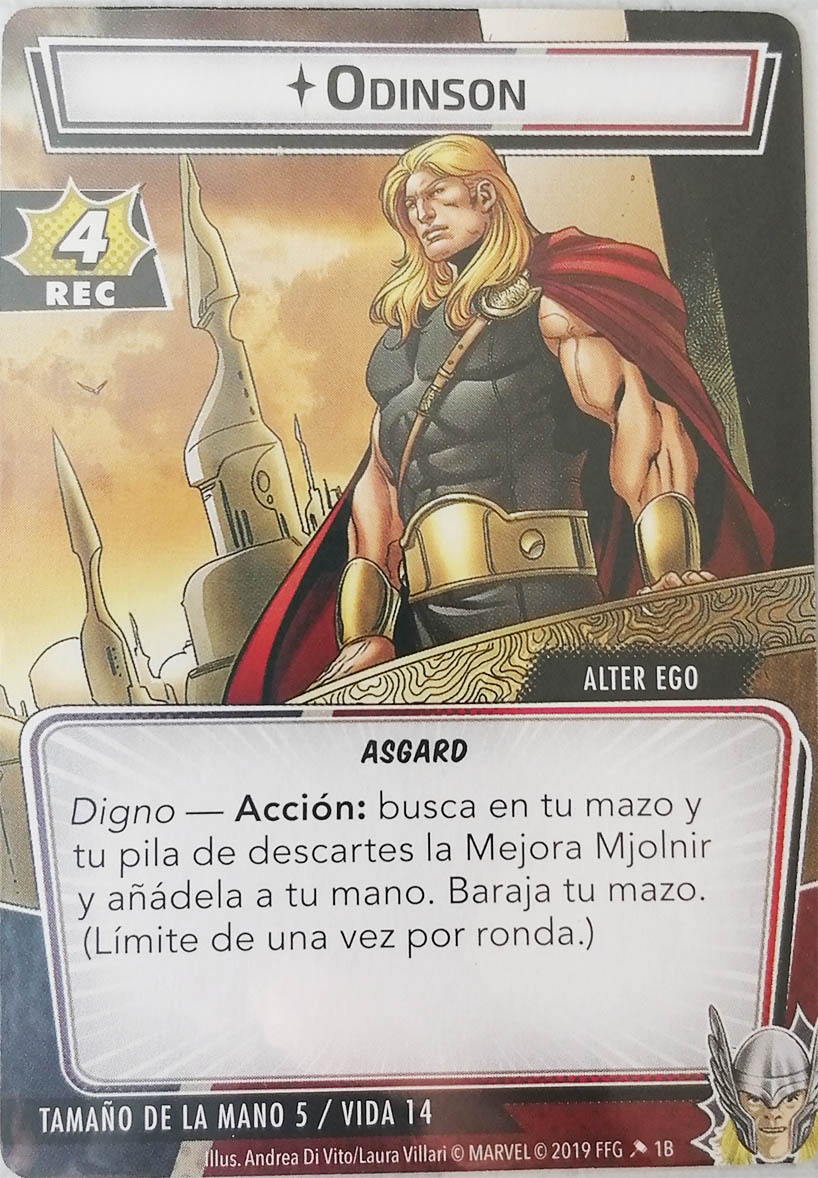 ODINSON
4
REC
ALTER EGO
ASGARD
Digno — Acción: busca en tu mazo y
tu pila de descartes la Mejora Mjolnir
y añádela a tu mano. Baraja tu mazo.
(Límite de una vez por ronda.)
TAMAÑO DE LA MANO 5 / VIDA 14
Illus. Andrea Di Vito/Laura Villari © MARVEL © 2019 FFG 1B